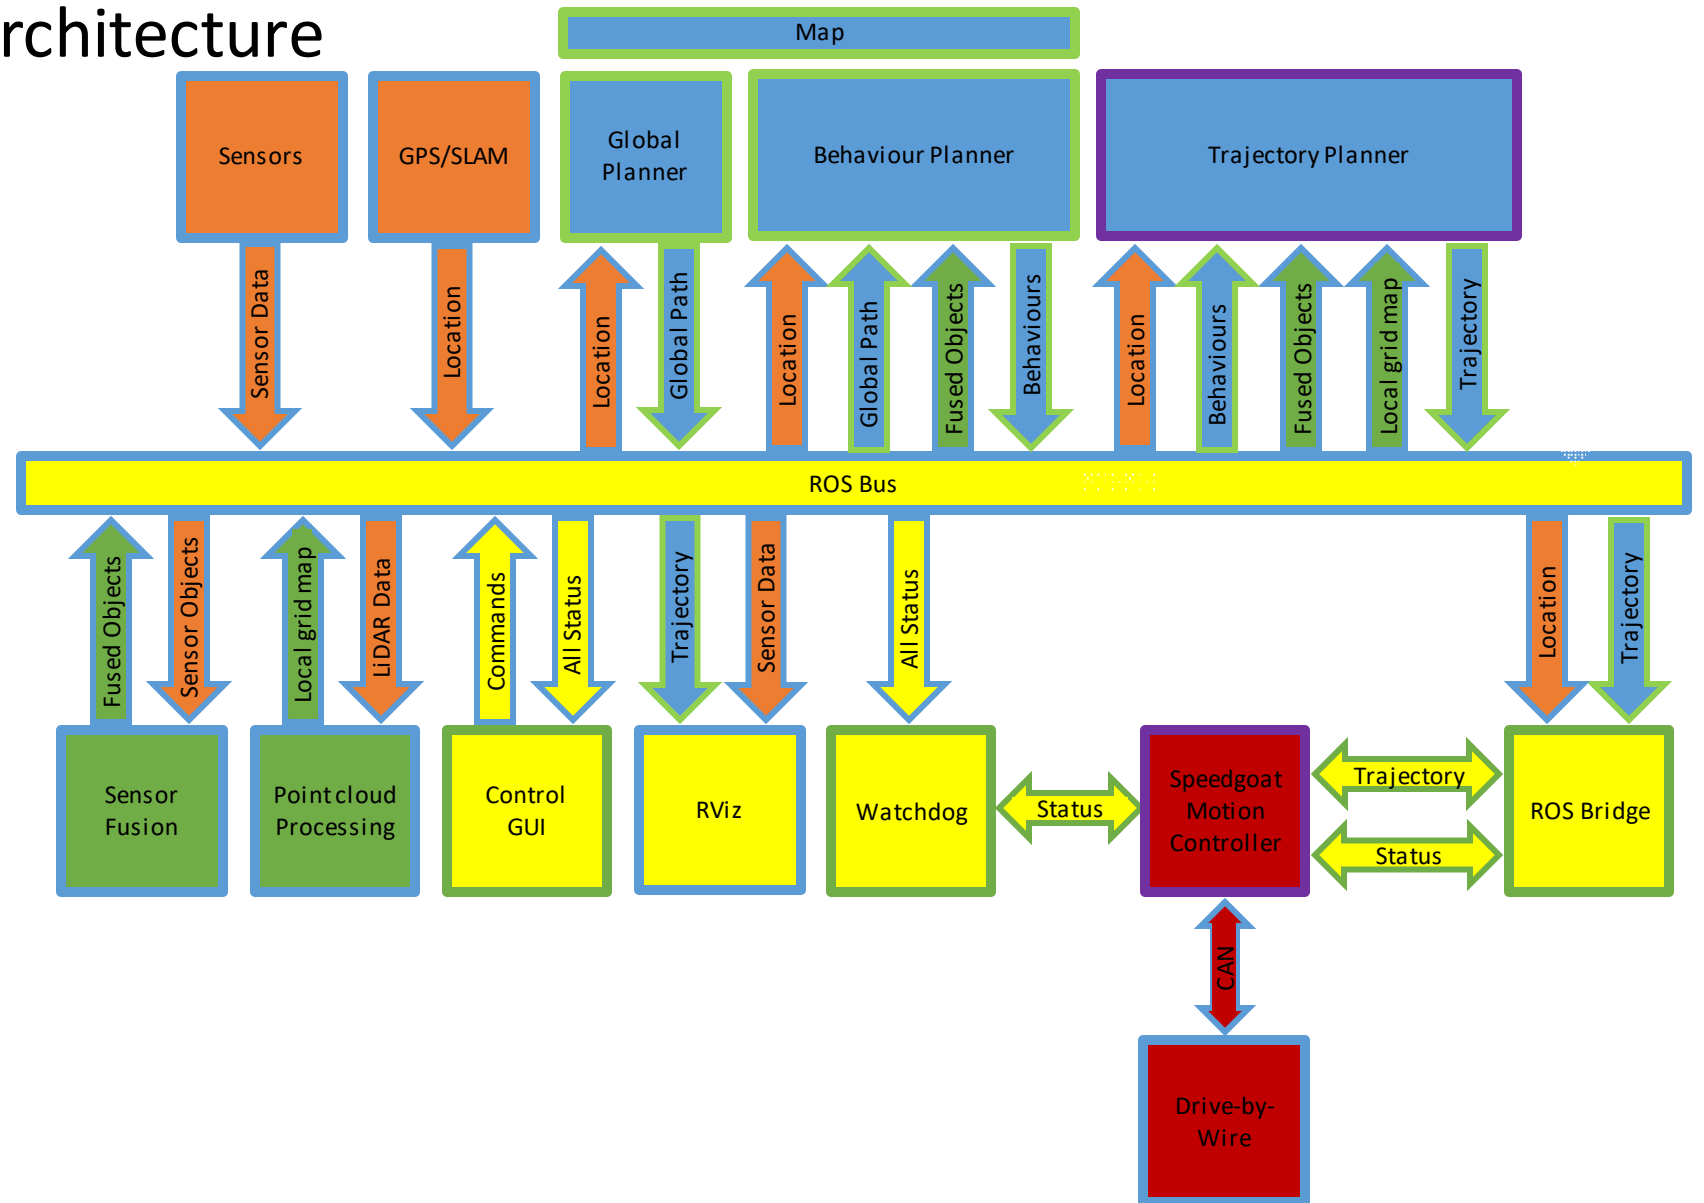 rchitecture
Map
Sensors
GPS/SLAM
Global
Planner
Behaviour Planner
Trajectory Planner
Sensor Data
Location
Location
Global Path
Location
Global Path
Fused Objects
Behaviours
Location
Behaviours
Fused Objects
Local grid map
Trajectory
ROS Bus
Fused Objects
Sensor Objects
Local grid map
LiDAR Data
Commands
All Status
Trajectory
Sensor Data
All Status
Location
Trajectory
Sensor
Fusion
Point cloud
Processing
Control
GUI
RViz
Watchdog
Status
Speedgoat
Motion
Controller
Trajectory
Status
ROS Bridge
CAN
Drive-by-
Wire